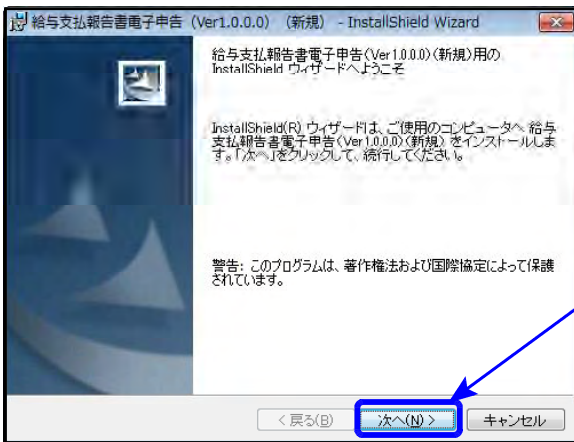 給与支払報告書電子申告（Ver1.0.0.0）（新規） - InstallShield Wizard
給与支払報告書電子申告(Ver1.0.0.0)(新規)用の
InstallShield ウィザードへようこそ
InstallShield(R) ウィザードは、ご使用のコンピュータへ 給与
支払報告書電子申告(Ver1.0.0.0)(新規) をインストールしま
す。「次へ」をクリックして、続行してください。
警告: このプログラムは、著作権法および国際協定によって保護
されています。
< 戻る(B)
次へ(N) >
キャンセル